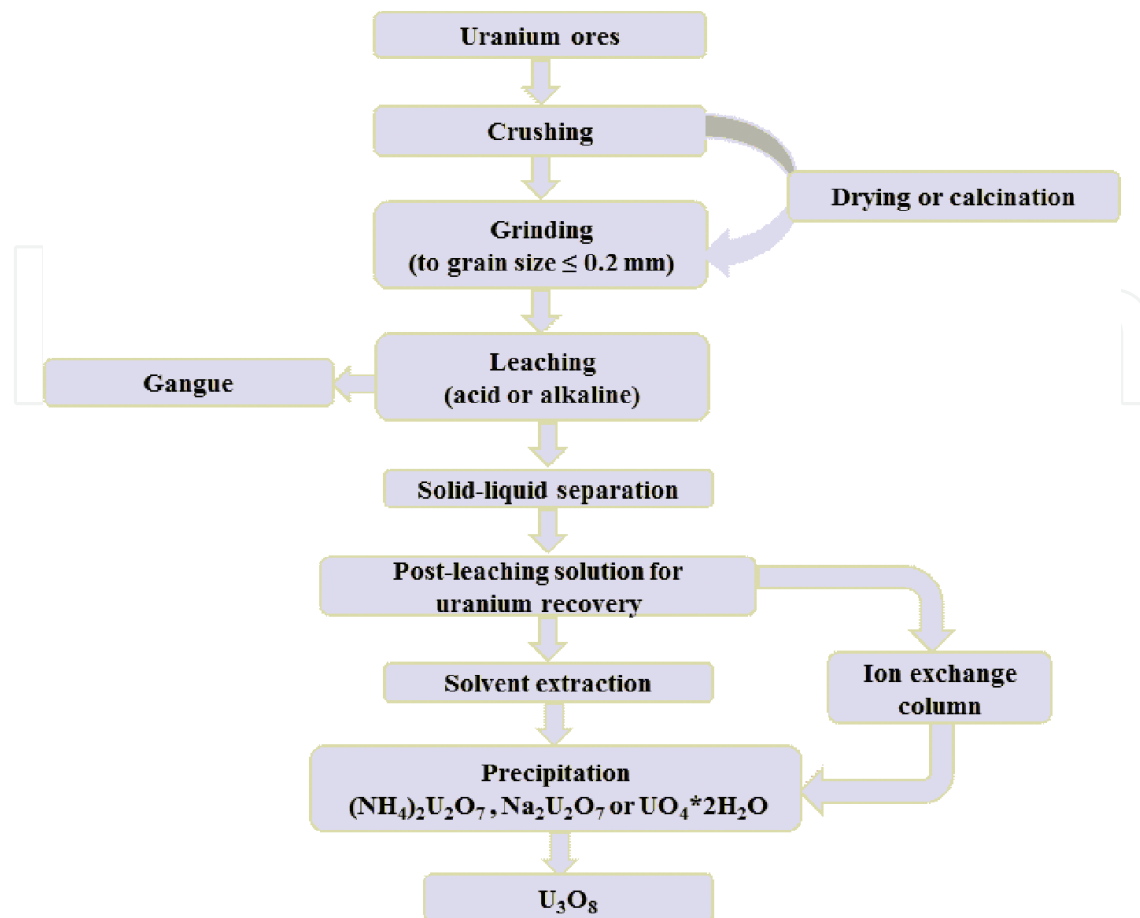 Uranium ores
Crushing
Drying or calcination
Grinding
(to grain size ≤ 0.2 mm)
Leaching
(acid or alkaline)
Gangue
Solid-liquid separation
Post-leaching solution for
uranium recovery
Solvent extraction
Ion exchange
column
Precipitation
(NH₄)₂U₂O₇ , Na₂U₂O₇ or UO₄*2H₂O
U₃O₈